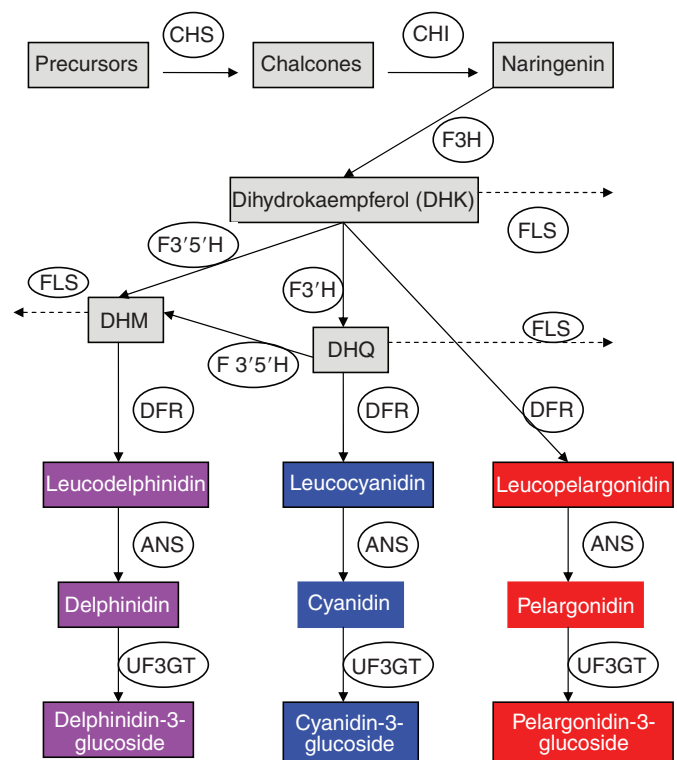 CHS
CHI
Precursors
Chalcones
Naringenin
F3H
Dihydrokaempferol (DHK)
FLS
F3′5′H
FLS
F3′H
DHM
FLS
DHQ
F 3′5′H
DFR
DFR
DFR
Leucodelphinidin
Leucocyanidin
Leucopelargonidin
ANS
ANS
ANS
Delphinidin
Cyanidin
Pelargonidin
UF3GT
UF3GT
UF3GT
Delphinidin-3-
glucoside
Cyanidin-3-
glucoside
Pelargonidin-3-
glucoside